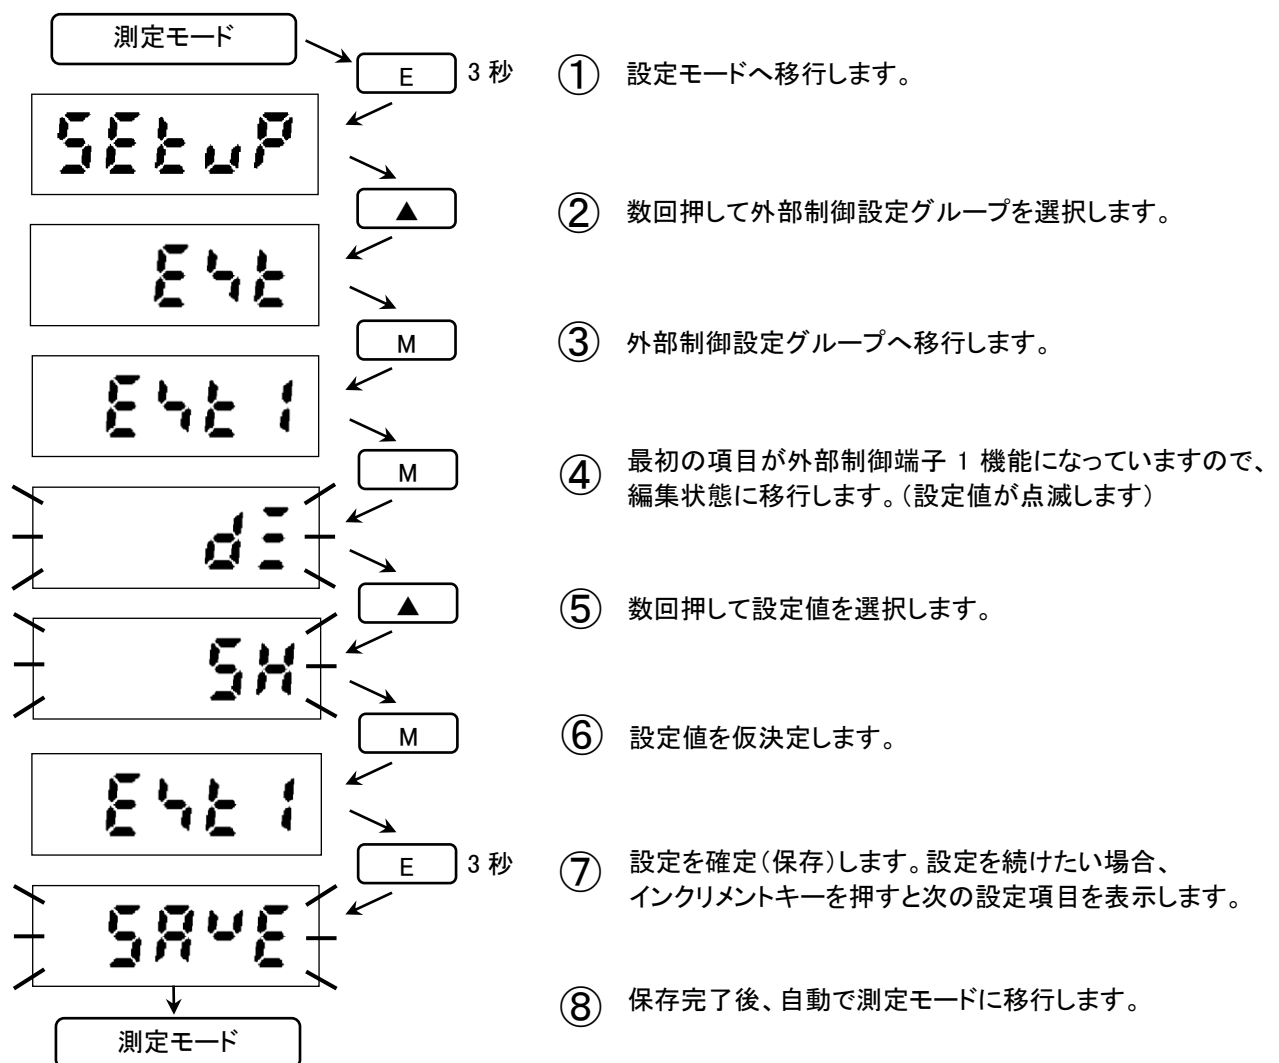 測定モード
E
3 秒
① 設定モードへ移行します。
SEtuP
▲
② 数回押して外部制御設定グループを選択します。
M
③ 外部制御設定グループへ移行します。
M
④ 最初の項目が外部制御端子 1 機能になっていますので、
編集状態に移行します。（設定値が点滅します）
▲
⑤ 数回押して設定値を選択します。
SH
M
⑥ 設定値を仮決定します。
E
3 秒
⑦ 設定を確定（保存）します。設定を続けたい場合、
インクリメントキーを押すと次の設定項目を表示します。
SAvE
⑧ 保存完了後、自動で測定モードに移行します。
測定モード